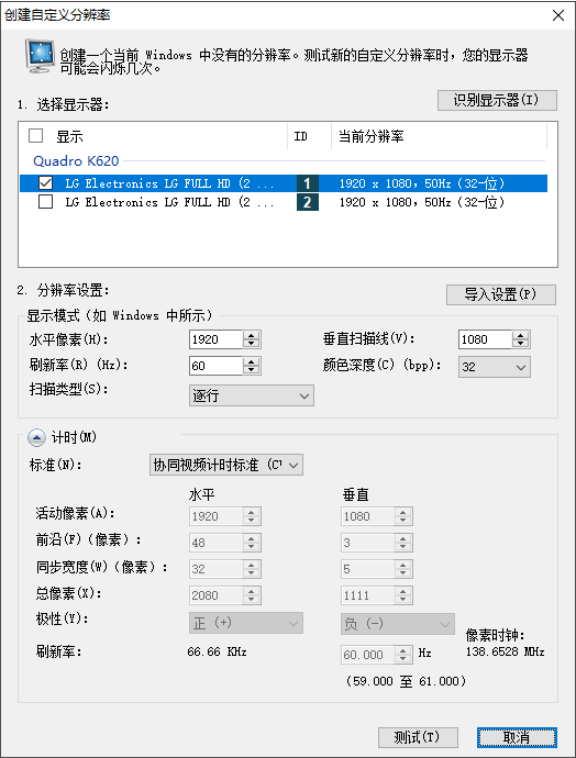 创建自定义分辨率
创建一个当前 Windows 中没有的分辨率。测试新的自定义分辨率时，您的显示器
可能会闪烁几次。
1. 选择显示器:
识别显示器(I)
显示 ID 当前分辨率
Quadro K620
LG Electronics LG FULL HD (2 ... 1 1920 x 1080，50Hz (32-位)
LG Electronics LG FULL HD (2 ... 2 1920 x 1080，50Hz (32-位)
2. 分辨率设置:
导入设置(P)
显示模式 (如 Windows 中所示)
水平像素(H): 1920 垂直扫描线(V): 1080
刷新率(R) (Hz): 60 颜色深度(C) (bpp): 32
扫描类型(S): 逐行
计时(M)
标准(N): 协同视频计时标准 (C
水平 垂直
活动像素(A): 1920 1080
前沿(F) (像素) : 48 3
同步宽度(W) (像素) : 32 5
总像素(X): 2080 1111
极性(Y): 正 (+) 负 (-)
像素时钟:
刷新率: 66.66 KHz 60.000 Hz 138.6528 MHz
(59.000 至 61.000)
测试(T) 取消